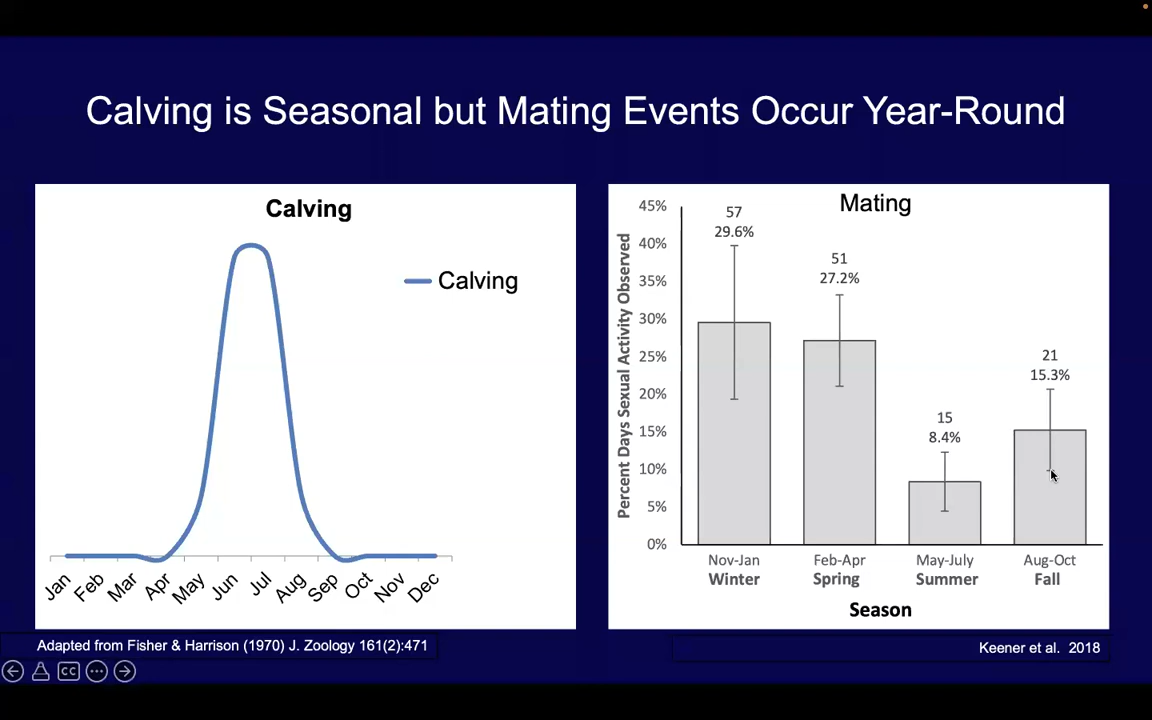 Calving is Seasonal but Mating Events Occur Year-Round
Calving
Calving
Jan Feb Mar Apr May Jun Jul Aug Sep Oct Nov Dec
Adapted from Fisher & Harrison (1970) J. Zoology 161(2):471
Mating
Percent Days Sexual Activity Observed
45%
40%
35%
30%
25%
20%
15%
10%
5%
0%
57
29.6%
51
27.2%
15
8.4%
21
15.3%
Nov-Jan Feb-Apr May-July Aug-Oct
Winter Spring Summer Fall
Season
Keener et al. 2018
CC